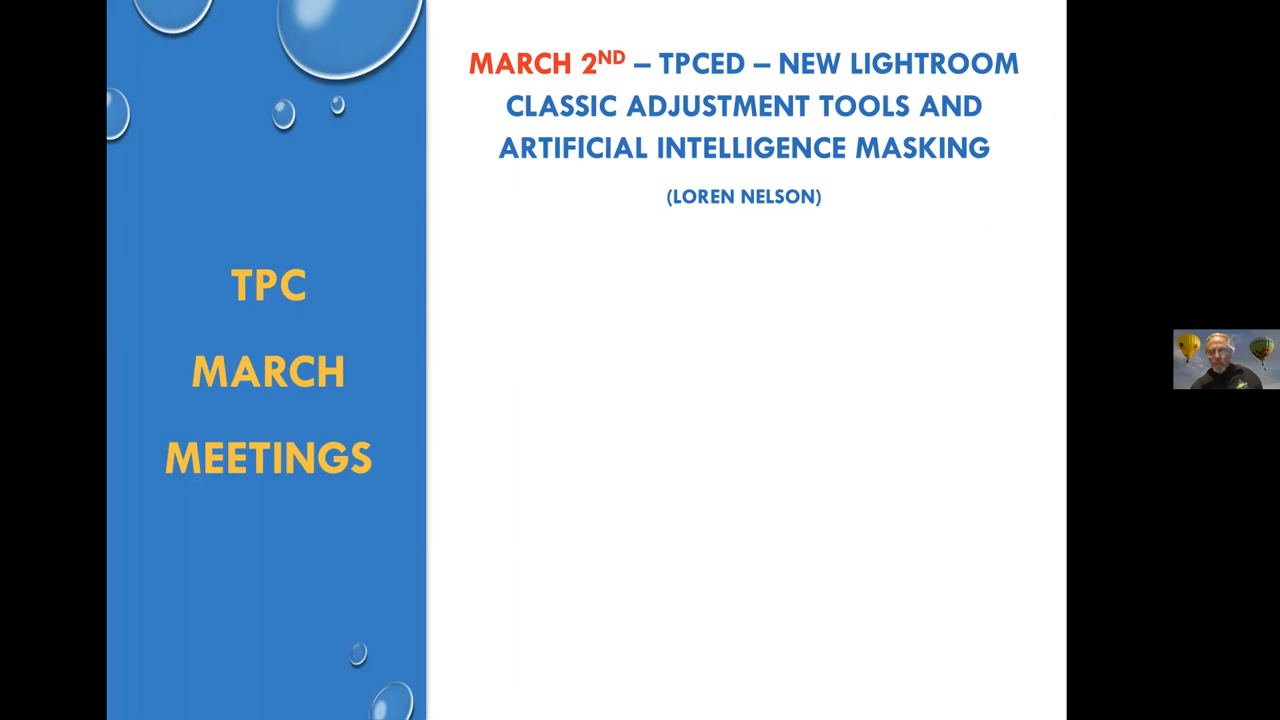 MARCH 2ND – TPCED – NEW LIGHTROOM
CLASSIC ADJUSTMENT TOOLS AND
ARTIFICIAL INTELLIGENCE MASKING
(LOREN NELSON)
TPC
MARCH
MEETINGS